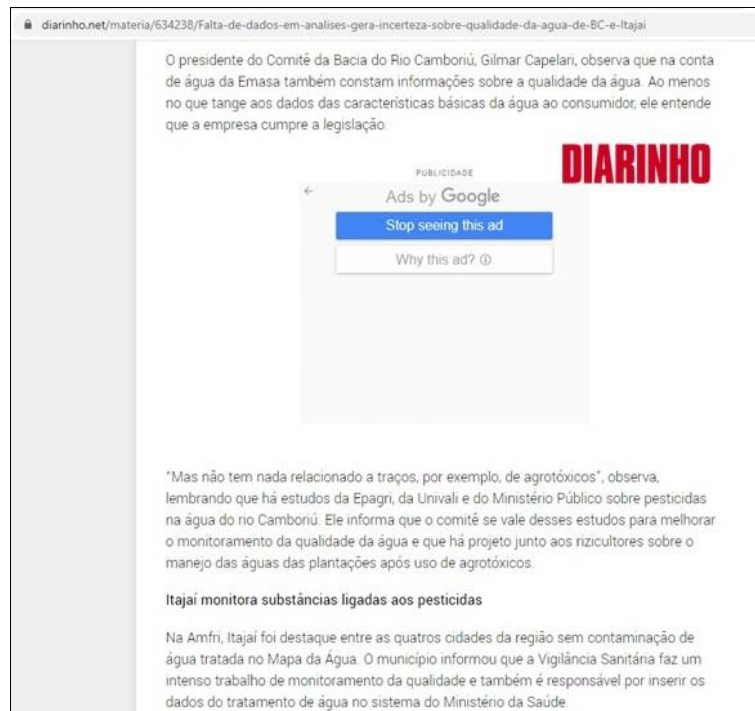 diarinho.net/materia/634238/Falta-de-dados-em-analises-gera-incerteza-sobre-qualidade-da-agua-de-BC-e-Itajai
O presidente do Comitê da Bacia do Rio Camboriú, Gilmar Capelari, observa que na conta
de água da Emasa também constam informações sobre a qualidade da água. Ao menos
no que tange aos dados das características básicas da água ao consumidor, ele entende
que a empresa cumpre a legislação.
DIARINHO
PUBLICIDADE
Ads by Google
Stop seeing this ad
Why this ad?
"Mas não tem nada relacionado a traços, por exemplo, de agrotóxicos", observa,
lembrando que há estudos da Epagri, da Univali e do Ministério Público sobre pesticidas
na água do rio Camboriú. Ele informa que o comitê se vale desses estudos para melhorar
o monitoramento da qualidade da água e que há projeto junto aos rizicultores sobre o
manejo das águas das plantações após uso de agrotóxicos.
Itajaí monitora substâncias ligadas aos pesticidas
Na Amfri, Itajaí foi destaque entre as quatros cidades da região sem contaminação de
água tratada no Mapa da Água. O município informou que a Vigilância Sanitária faz um
intenso trabalho de monitoramento da qualidade e também é responsável por inserir os
dados do tratamento de água no sistema do Ministério da Saúde.